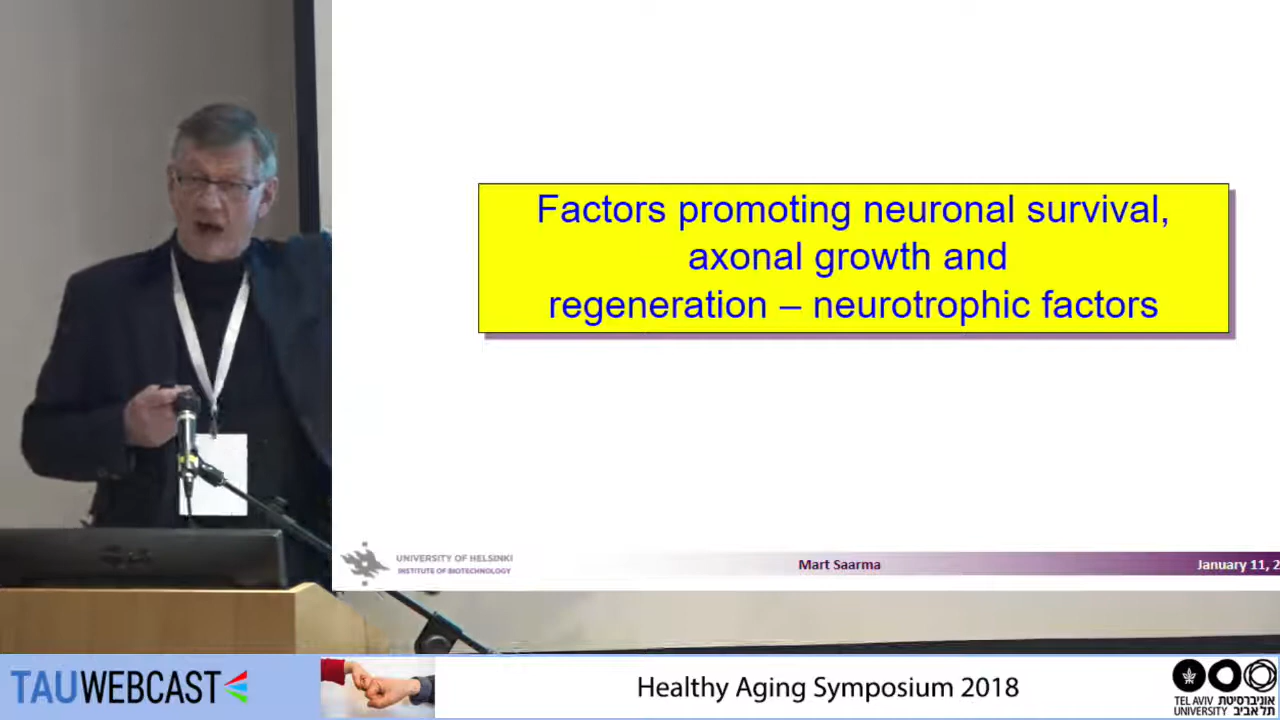 Factors promoting neuronal survival,
axonal growth and
regeneration – neurotrophic factors
UNIVERSITY OF HELSINKI
INSTITUTE OF BIOTECHNOLOGY
Mart Saarma
January 11, 2
TAUWEBCAST
Healthy Aging Symposium 2018
TEL AVIV אוניברסיטת
UNIVERSITY תל אביב